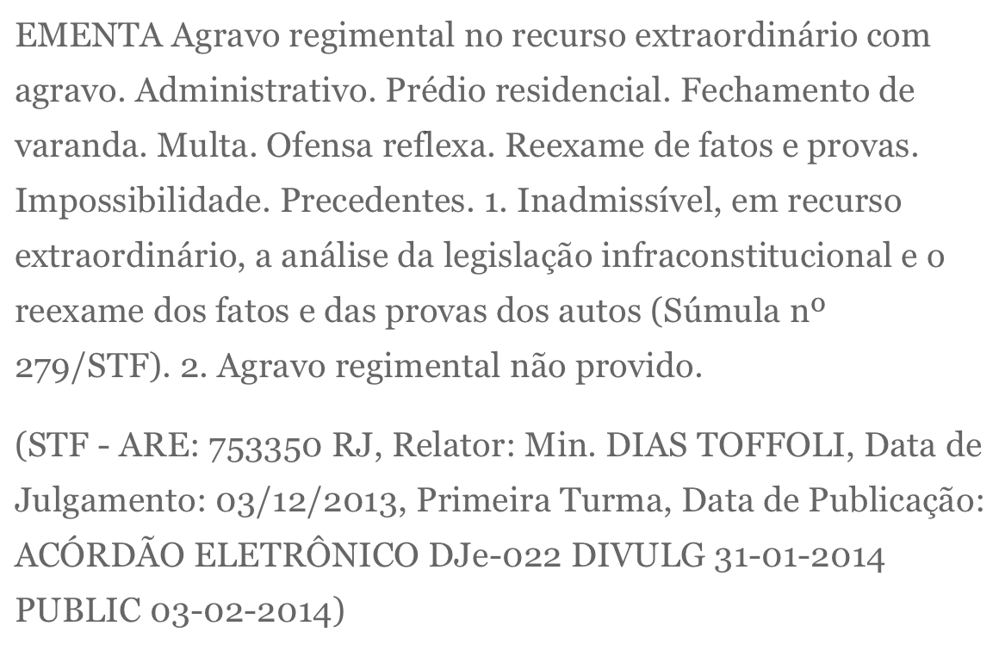 EMENTA Agravo regimental no recurso extraordinário com
agravo. Administrativo. Prédio residencial. Fechamento de
varanda. Multa. Ofensa reflexa. Reexame de fatos e provas.
Impossibilidade. Precedentes. 1. Inadmissível, em recurso
extraordinário, a análise da legislação infraconstitucional e o
reexame dos fatos e das provas dos autos (Súmula nº
279/STF). 2. Agravo regimental não provido.
(STF - ARE: 753350 RJ, Relator: Min. DIAS TOFFOLI, Data de
Julgamento: 03/12/2013, Primeira Turma, Data de Publicação:
ACÓRDÃO ELETRÔNICO DJe-022 DIVULG 31-01-2014
PUBLIC 03-02-2014)